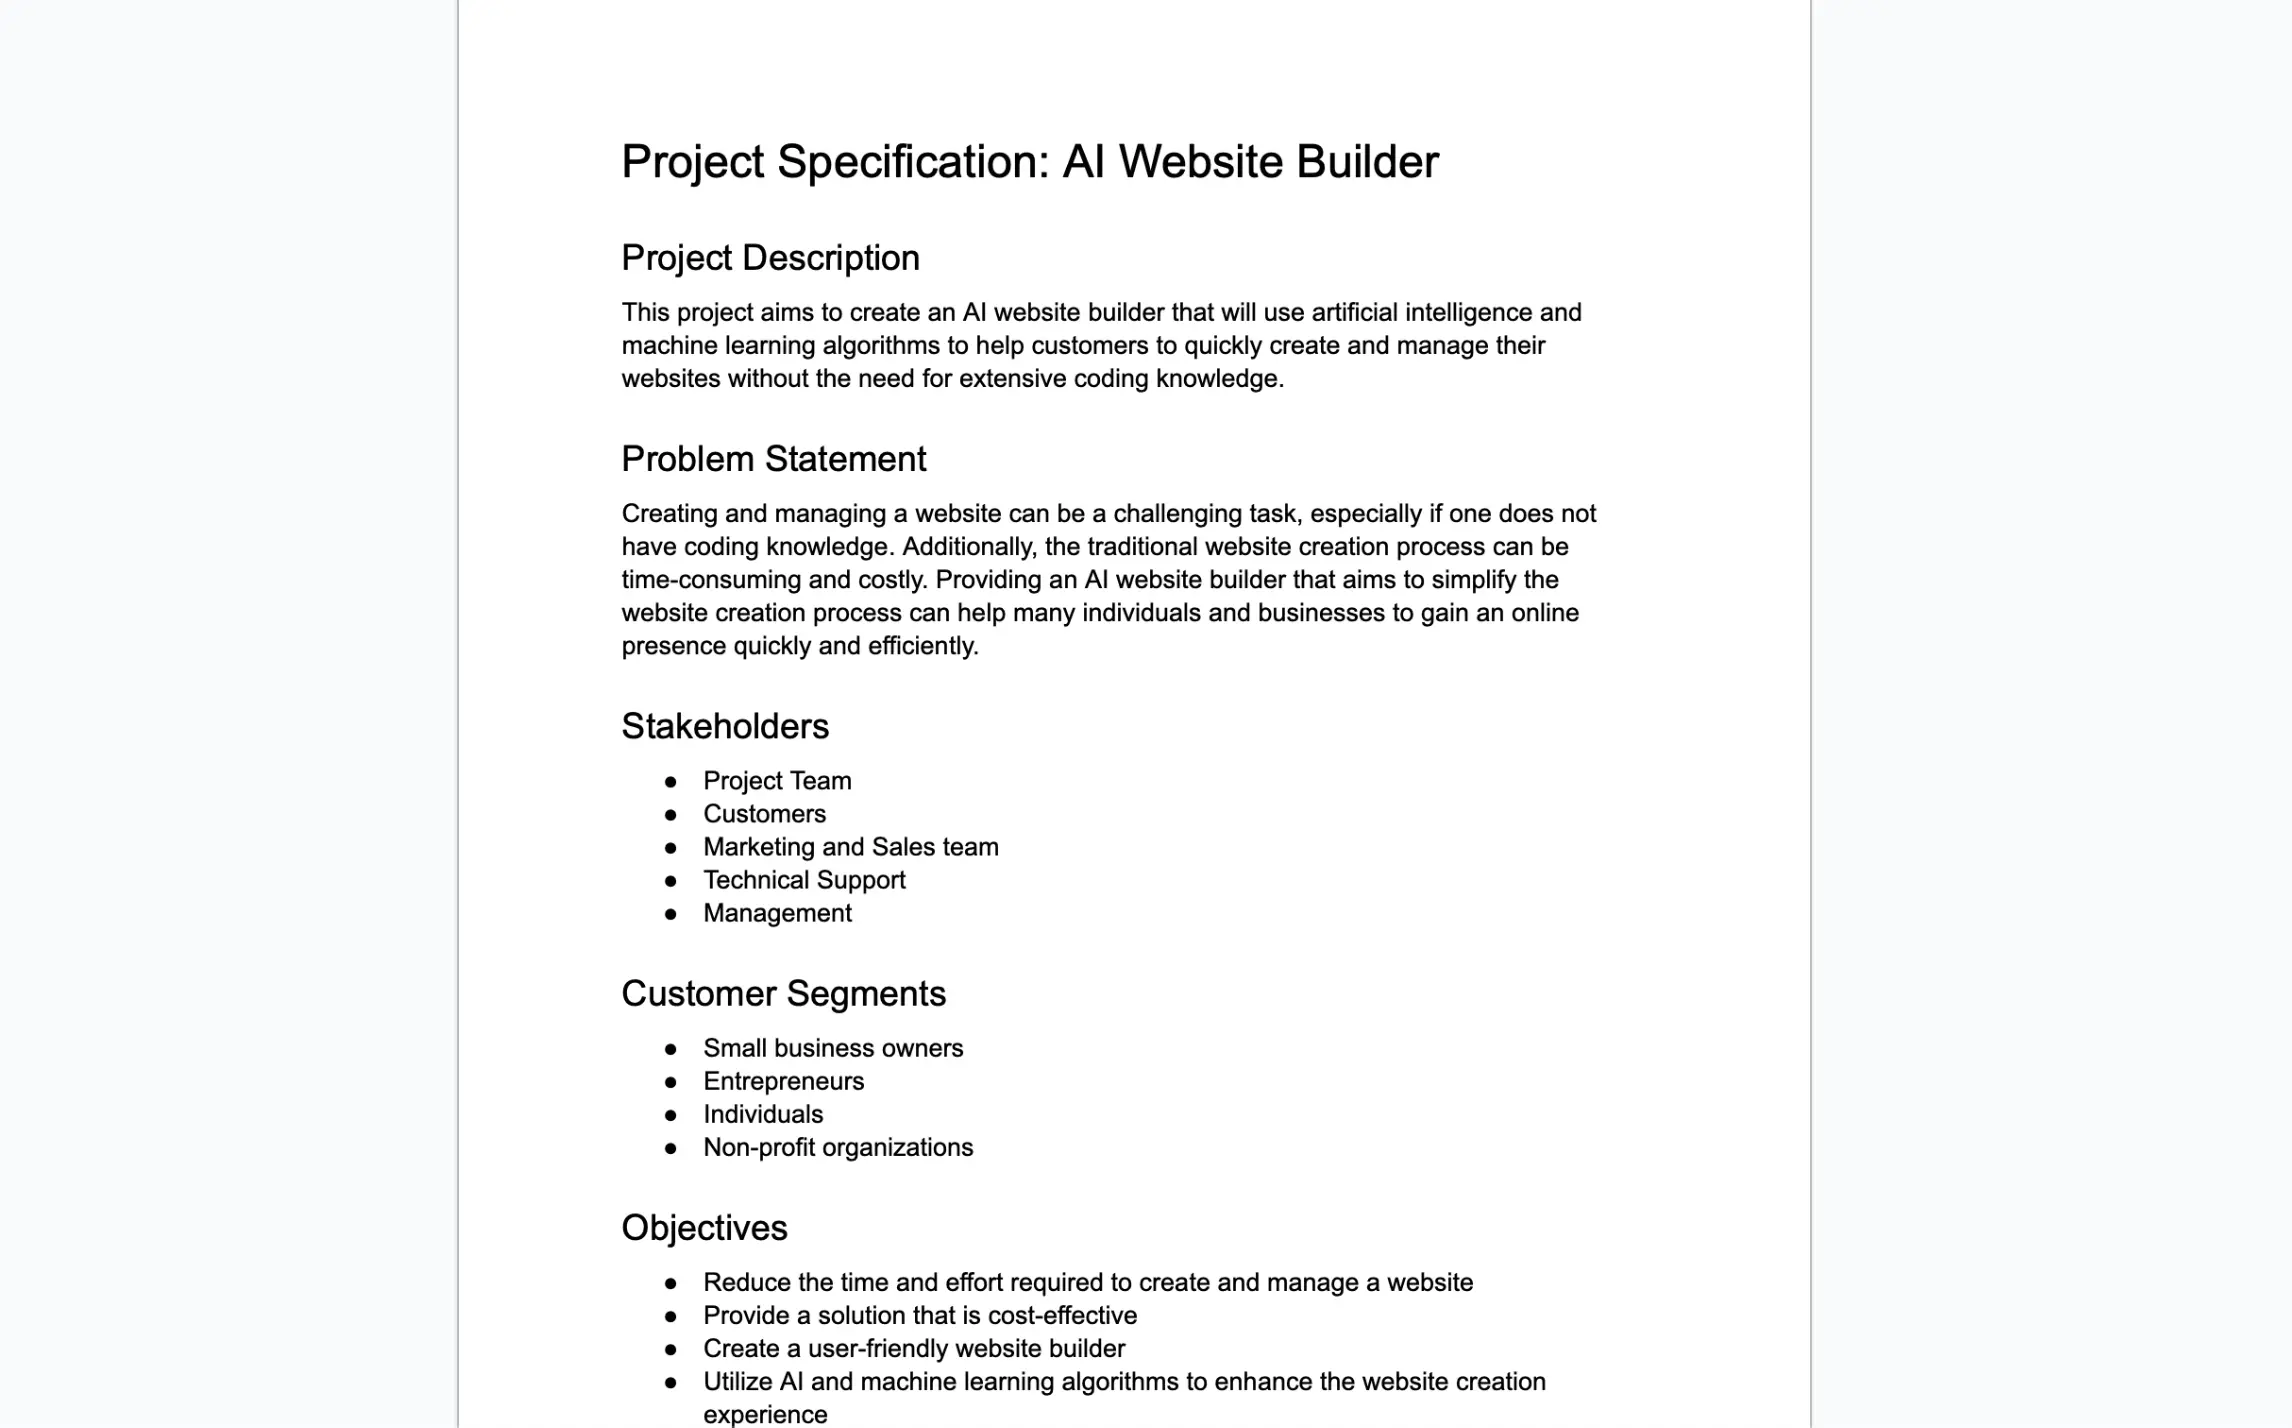 Project Specification: AI Website Builder
Project Description
This project aims to create an AI website builder that will use artificial intelligence and
machine learning algorithms to help customers to quickly create and manage their
websites without the need for extensive coding knowledge.
Problem Statement
Creating and managing a website can be a challenging task, especially if one does not
have coding knowledge. Additionally, the traditional website creation process can be
time-consuming and costly. Providing an AI website builder that aims to simplify the
website creation process can help many individuals and businesses to gain an online
presence quickly and efficiently.
Stakeholders
● Project Team
● Customers
● Marketing and Sales team
● Technical Support
● Management
Customer Segments
● Small business owners
● Entrepreneurs
● Individuals
● Non-profit organizations
Objectives
● Reduce the time and effort required to create and manage a website
● Provide a solution that is cost-effective
● Create a user-friendly website builder
● Utilize AI and machine learning algorithms to enhance the website creation
experience